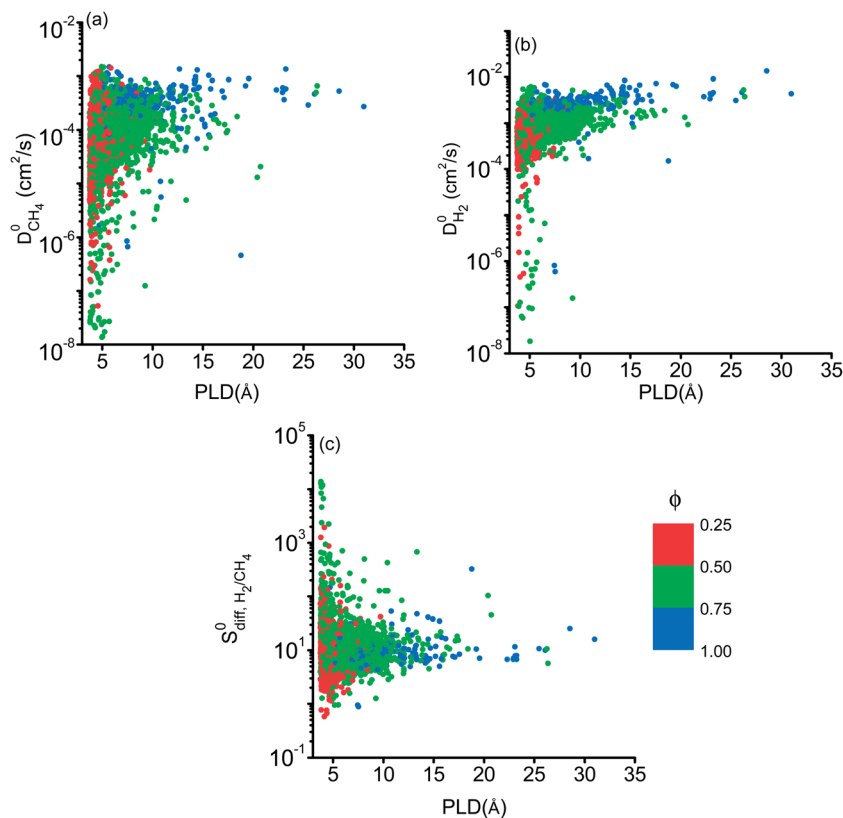 (a)
10⁻²
10⁻⁴
10⁻⁶
10⁻⁸
D⁰CH₄ (cm²/s)
5 10 15 20 25 30 35
PLD(Å)
(b)
10⁻²
10⁻⁴
10⁻⁶
10⁻⁸
D⁰H₂ (cm²/s)
5 10 15 20 25 30 35
PLD(Å)
(c)
10⁵
10³
10¹
10⁻¹
S⁰diff, H₂/CH₄
5 10 15 20 25 30 35
PLD(Å)
ϕ
0.25
0.50
0.75
1.00